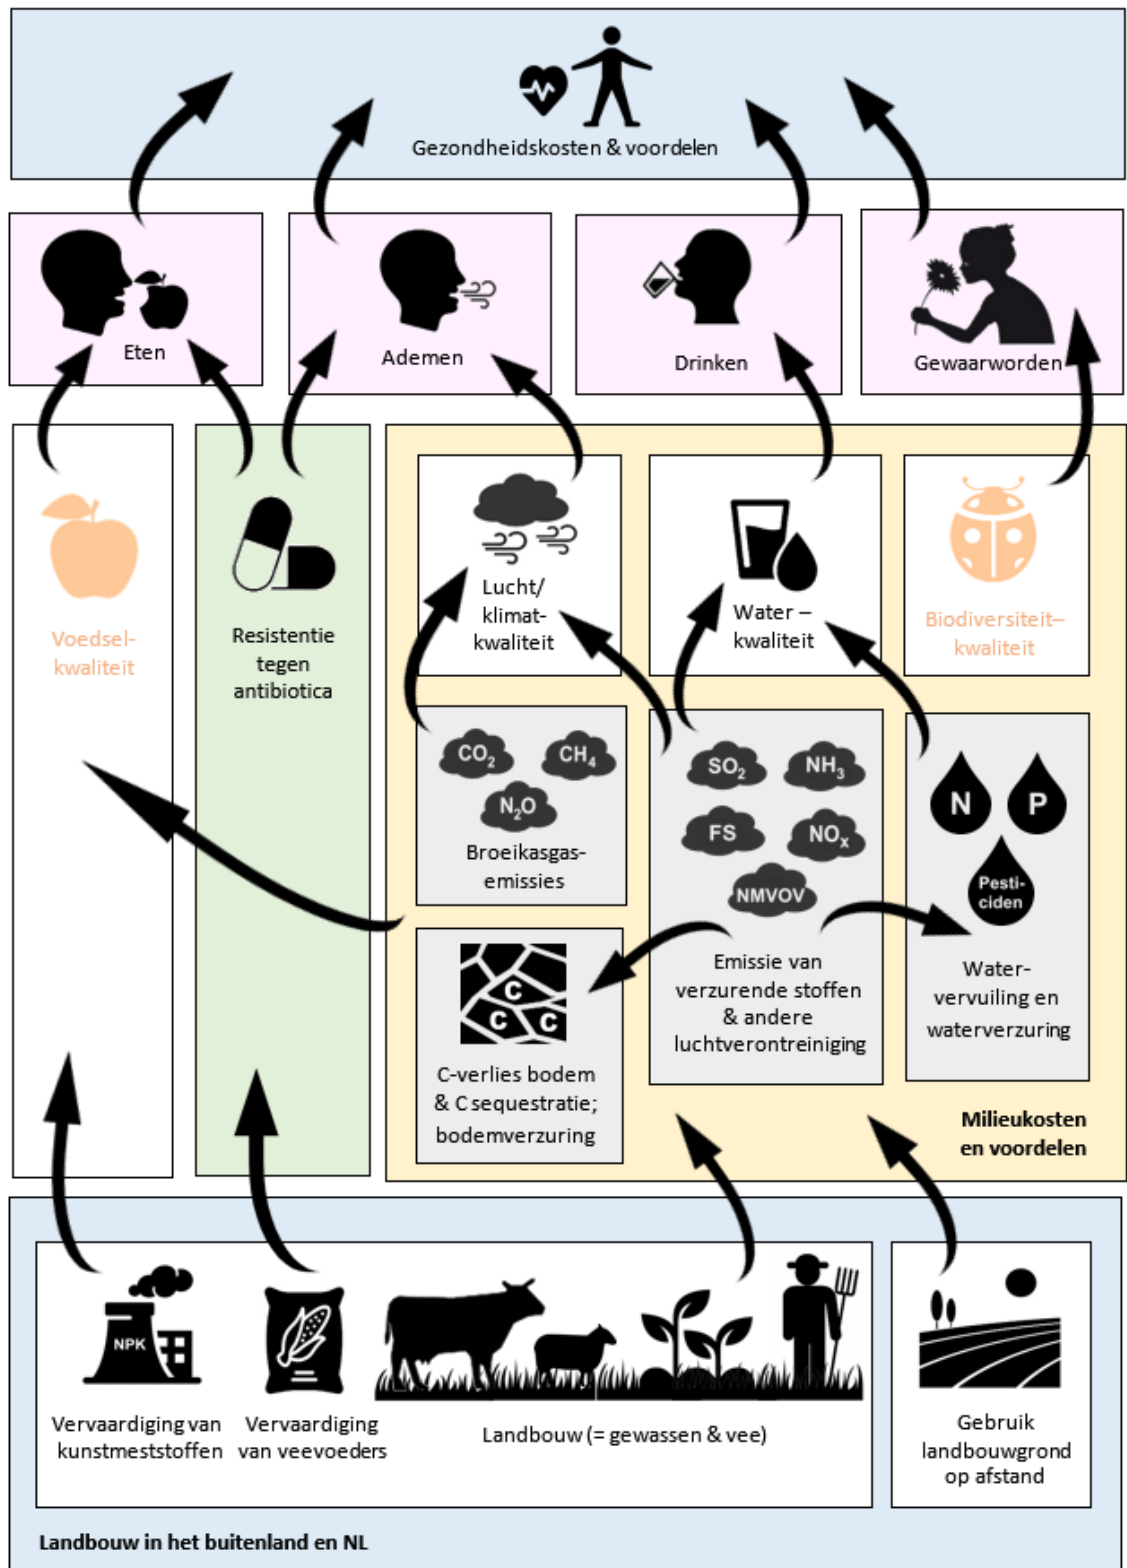 Gezondheidskosten & voordelen
Eten
Ademen
Drinken
Gewaarworden
Voedsel-
kwaliteit
Resistentie
tegen
antibiotica
Lucht/
klimaat-
kwaliteit
Water –
kwaliteit
Biodiversiteit–
kwaliteit
CO2
CH4
N2O
Broeikasgas-
emissies
SO2
NH3
FS
NOx
NMVOV
Emissie van
verzurende stoffen
& andere
luchtverontreiniging
N
P
Pesti-
ciden
Water-
vervuiling en
waterverzuring
C
C
C
C-verlies bodem
& C sequestratie;
bodemverzuring
Milieukosten
en voordelen
NPK
Vervaardiging van
kunstmeststoffen
Vervaardiging
van veevoeders
Landbouw (= gewassen & vee)
Gebruik
landbouwgrond
op afstand
Landbouw in het buitenland en NL